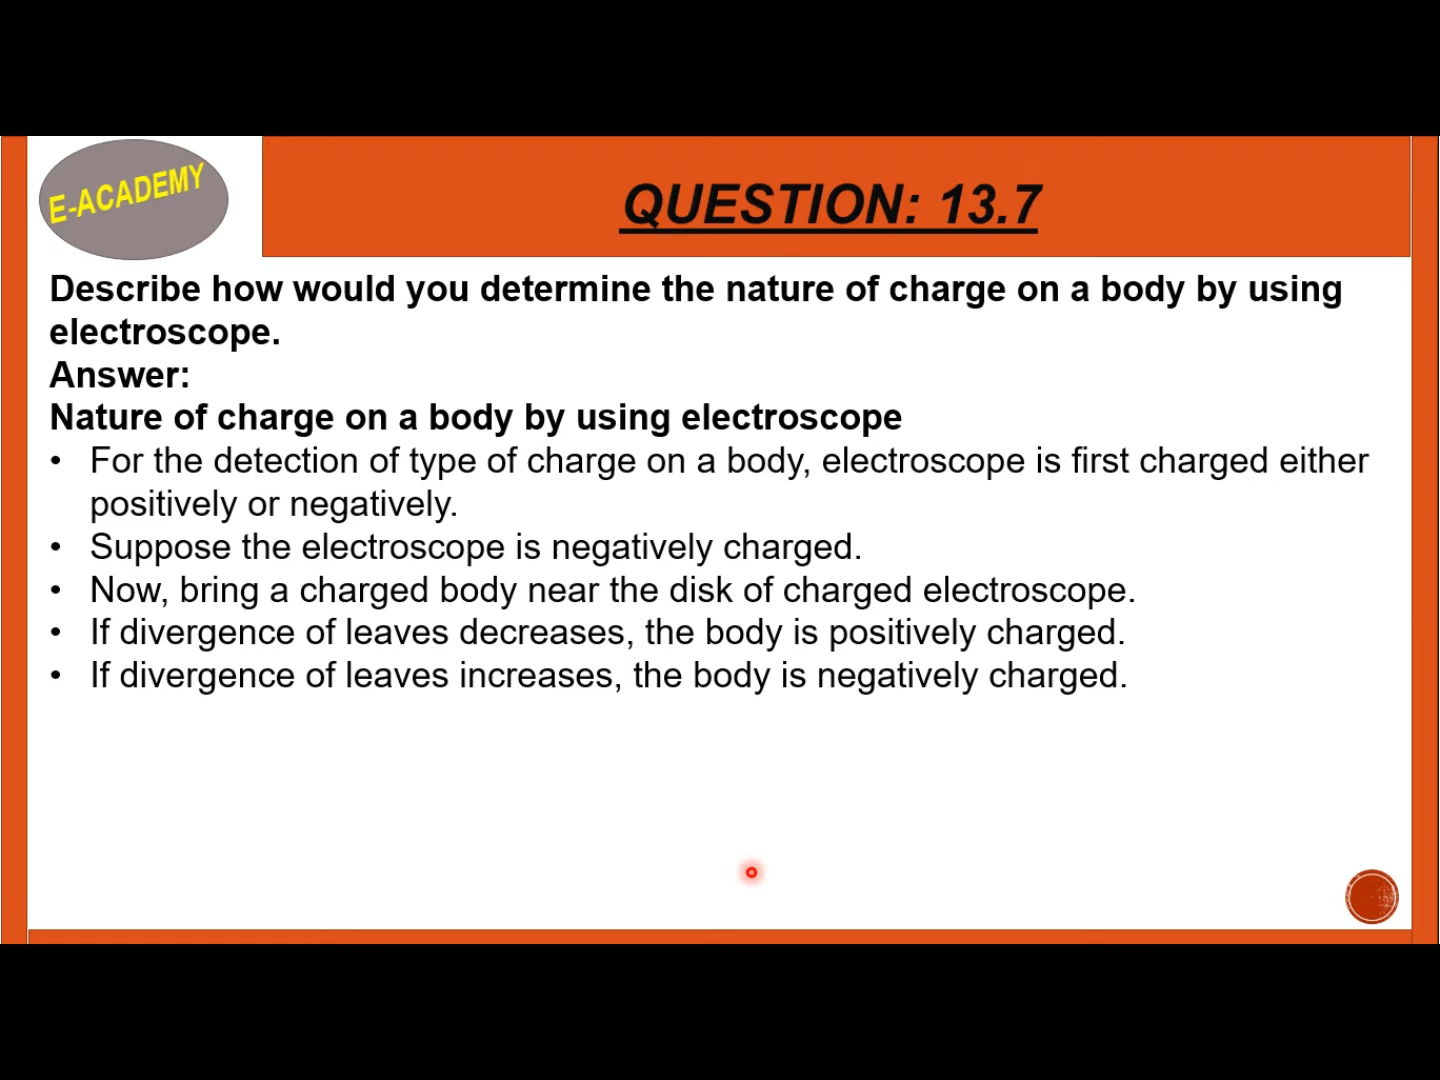 E-ACADEMY
QUESTION: 13.7
Describe how would you determine the nature of charge on a body by using
electroscope.
Answer:
Nature of charge on a body by using electroscope
• For the detection of type of charge on a body, electroscope is first charged either
positively or negatively.
• Suppose the electroscope is negatively charged.
• Now, bring a charged body near the disk of charged electroscope.
• If divergence of leaves decreases, the body is positively charged.
• If divergence of leaves increases, the body is negatively charged.